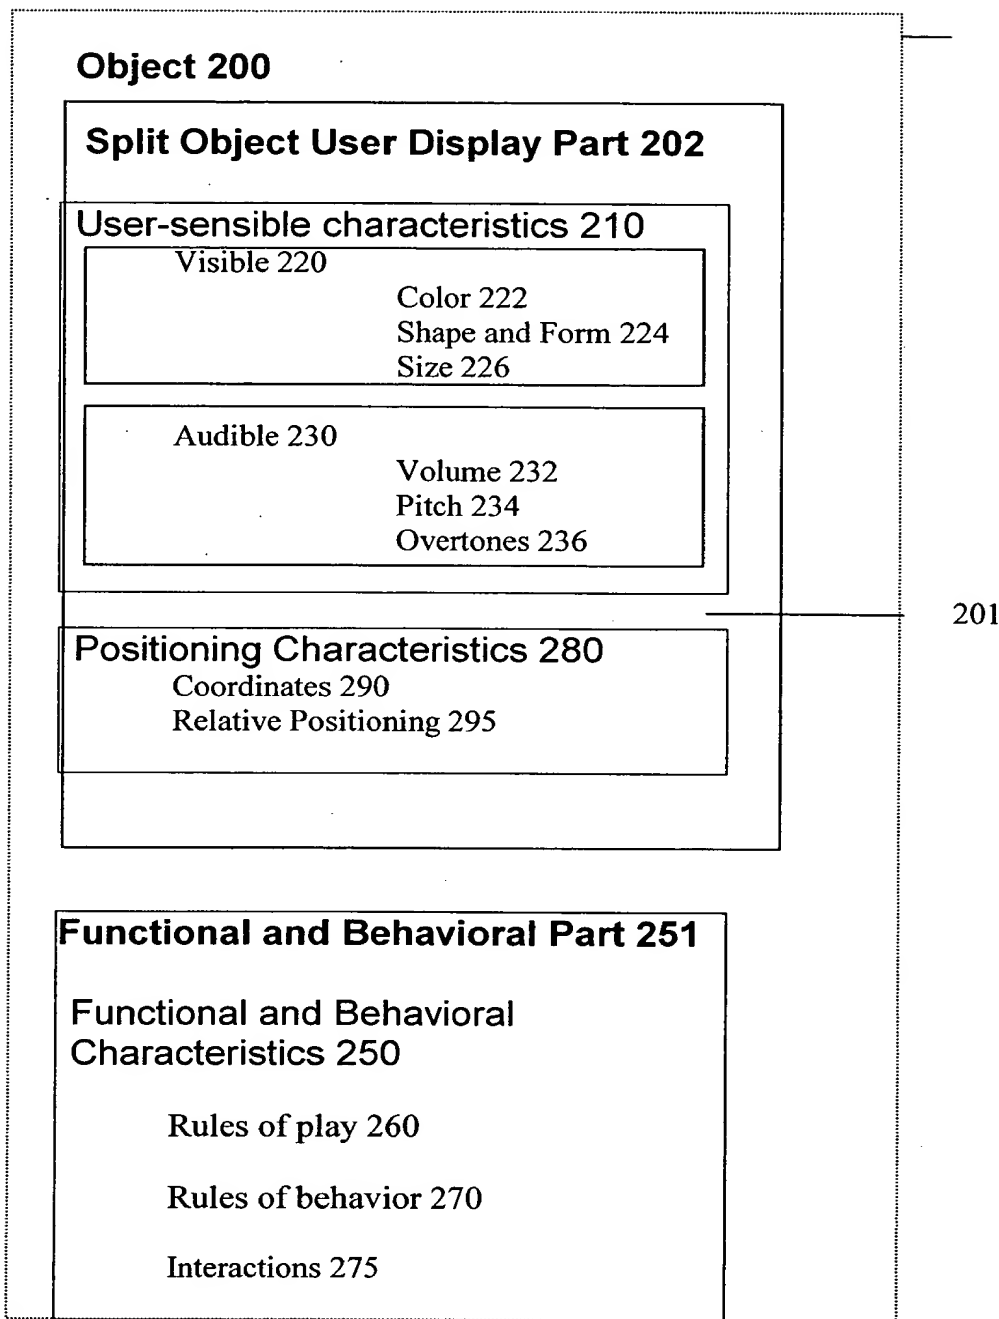 Object 200
Split Object User Display Part 202
User-sensible characteristics 210
Visible 220
Color 222
Shape and Form 224
Size 226
Audible 230
Volume 232
Pitch 234
Overtones 236
201
Positioning Characteristics 280
Coordinates 290
Relative Positioning 295
Functional and Behavioral Part 251
Functional and Behavioral
Characteristics 250
Rules of play 260
Rules of behavior 270
Interactions 275